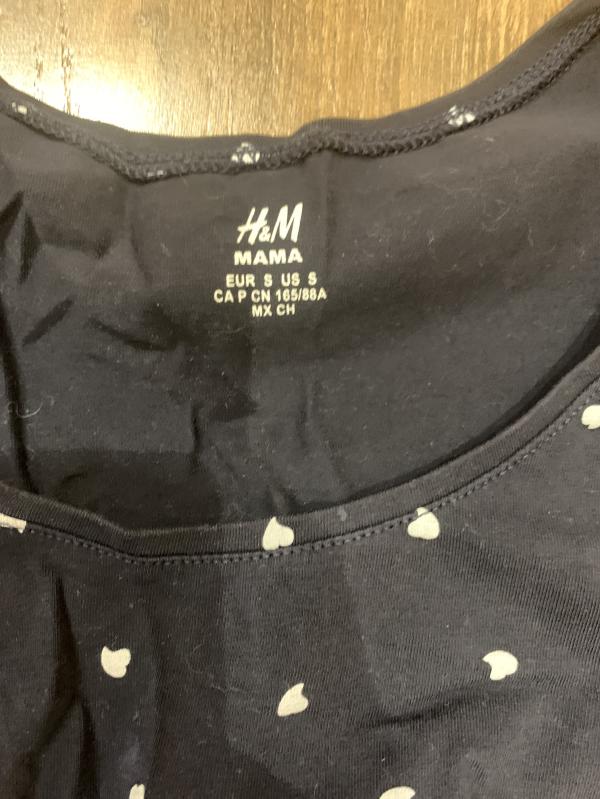 H&M
MAMA
EUR S US S
CA P CN 165/88A
MX CH